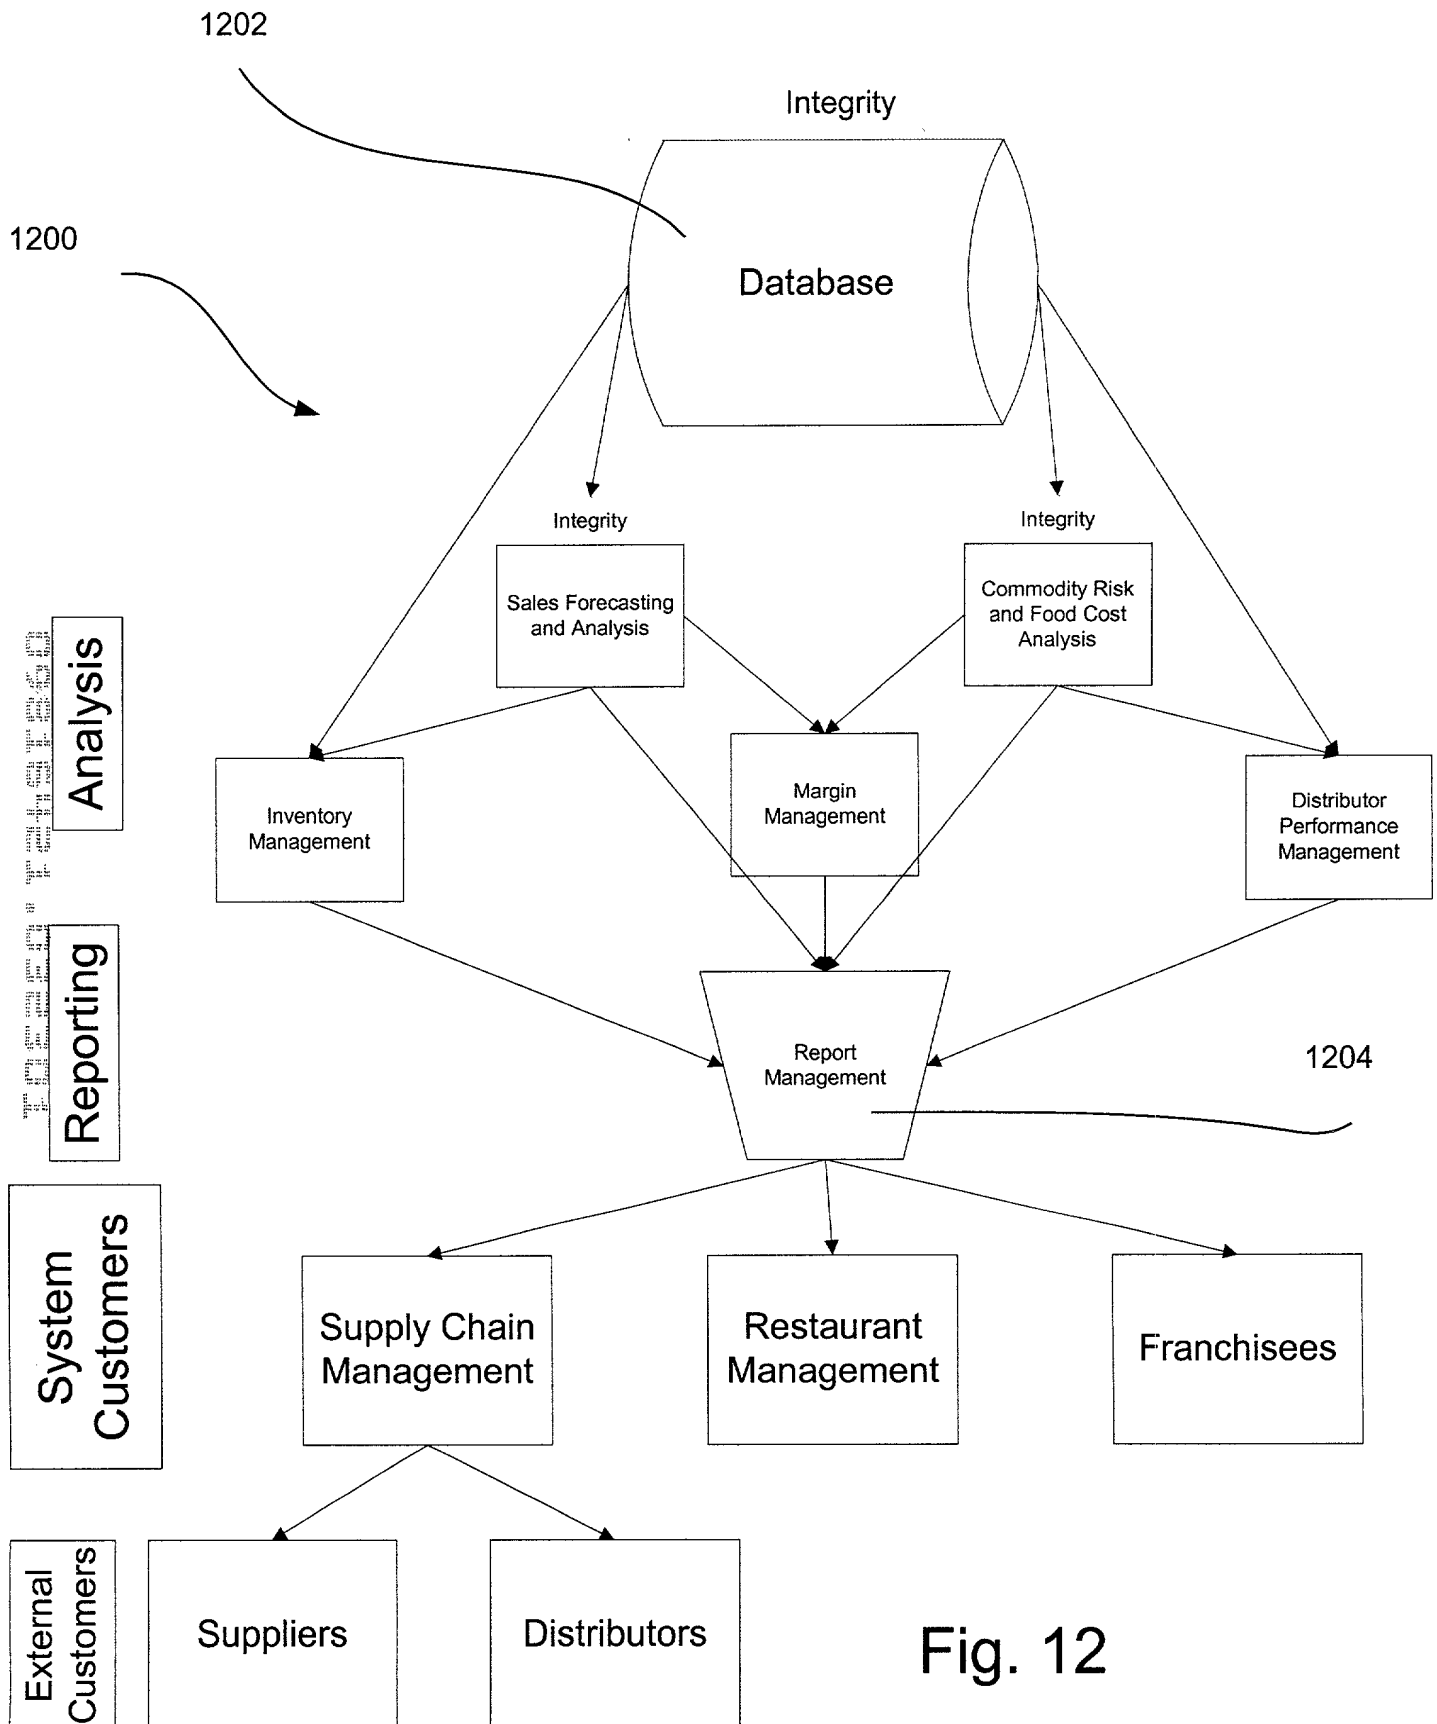 1202
Integrity
1200
Database
Integrity
Integrity
Sales Forecasting
and Analysis
Commodity Risk
and Food Cost
Analysis
Analysis
Inventory
Management
Margin
Management
Distributor
Performance
Management
Reporting
Report
Management
1204
System
Customers
Supply Chain
Management
Restaurant
Management
Franchisees
External
Customers
Suppliers
Distributors
Fig. 12